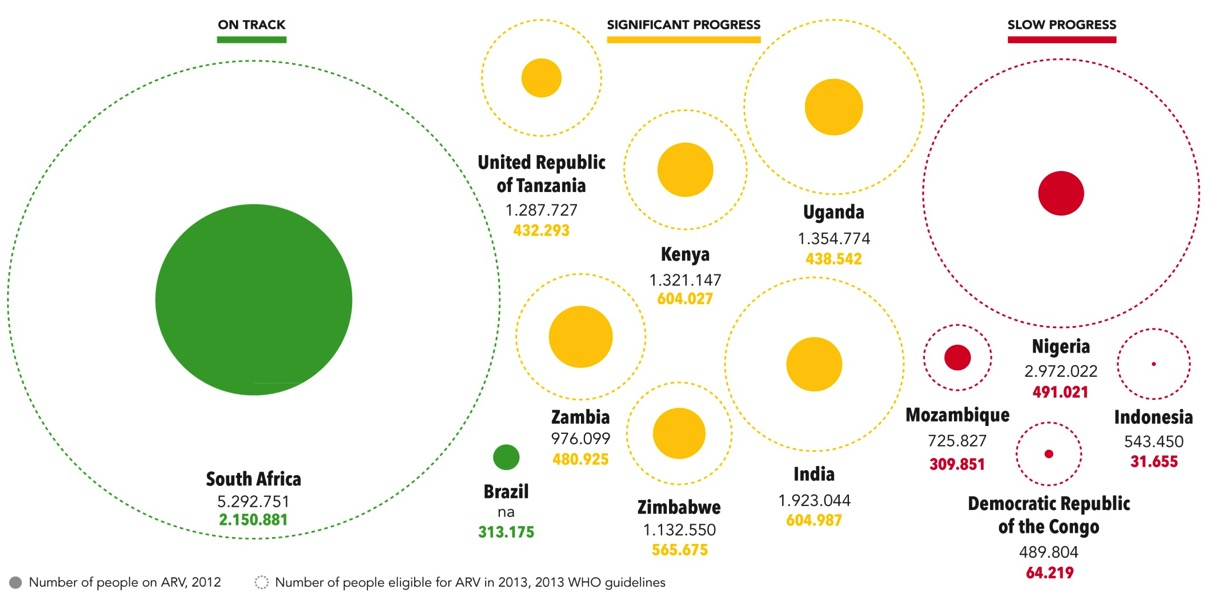 ON TRACK
SIGNIFICANT PROGRESS
SLOW PROGRESS
South Africa
5.292.751
2.150.881
Brazil
na
313.175
United Republic
of Tanzania
1.287.727
432.293
Kenya
1.321.147
604.027
Uganda
1.354.774
438.542
Zambia
976.099
480.925
Zimbabwe
1.132.550
565.675
India
1.923.044
604.987
Nigeria
2.972.022
491.021
Mozambique
725.827
309.851
Indonesia
543.450
31.655
Democratic Republic
of the Congo
489.804
64.219
Number of people on ARV, 2012
Number of people eligible for ARV in 2013, 2013 WHO guidelines